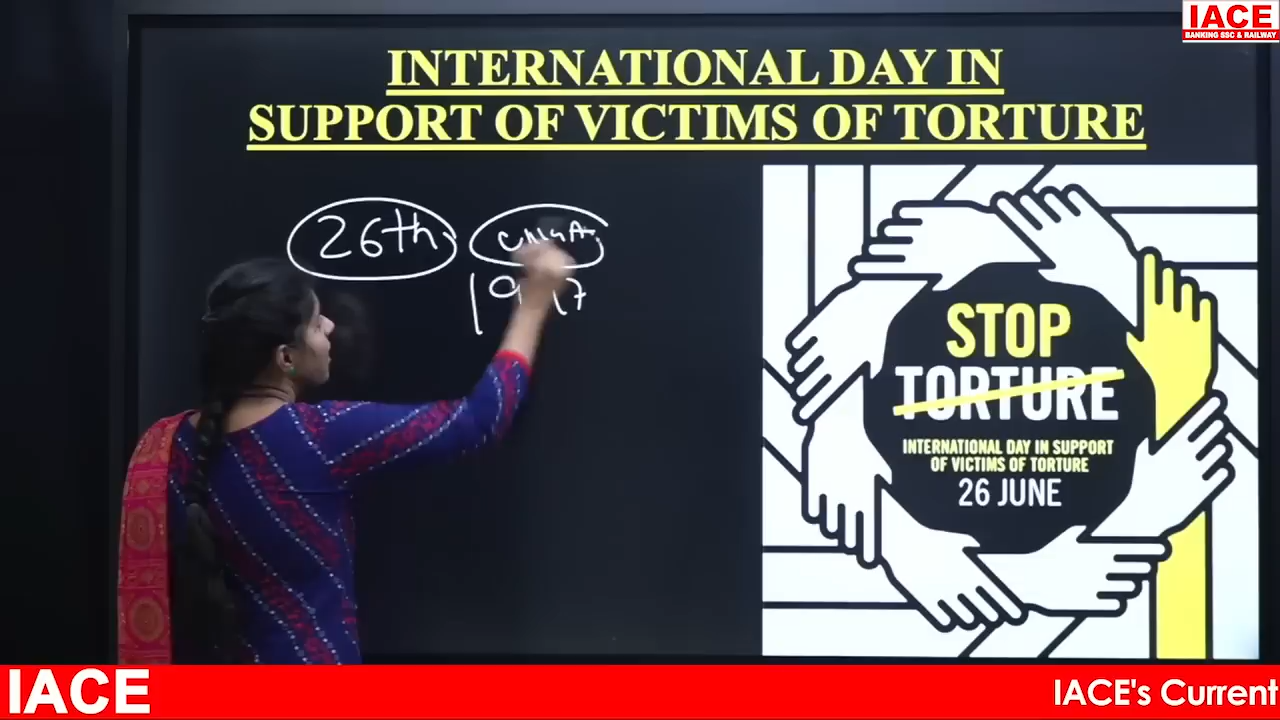 IACE
BANKING SSC & RAILWAY
INTERNATIONAL DAY IN
SUPPORT OF VICTIMS OF TORTURE
26th
STOP
TORTURE
INTERNATIONAL DAY IN SUPPORT
OF VICTIMS OF TORTURE
26 JUNE
IACE
IACE's Current